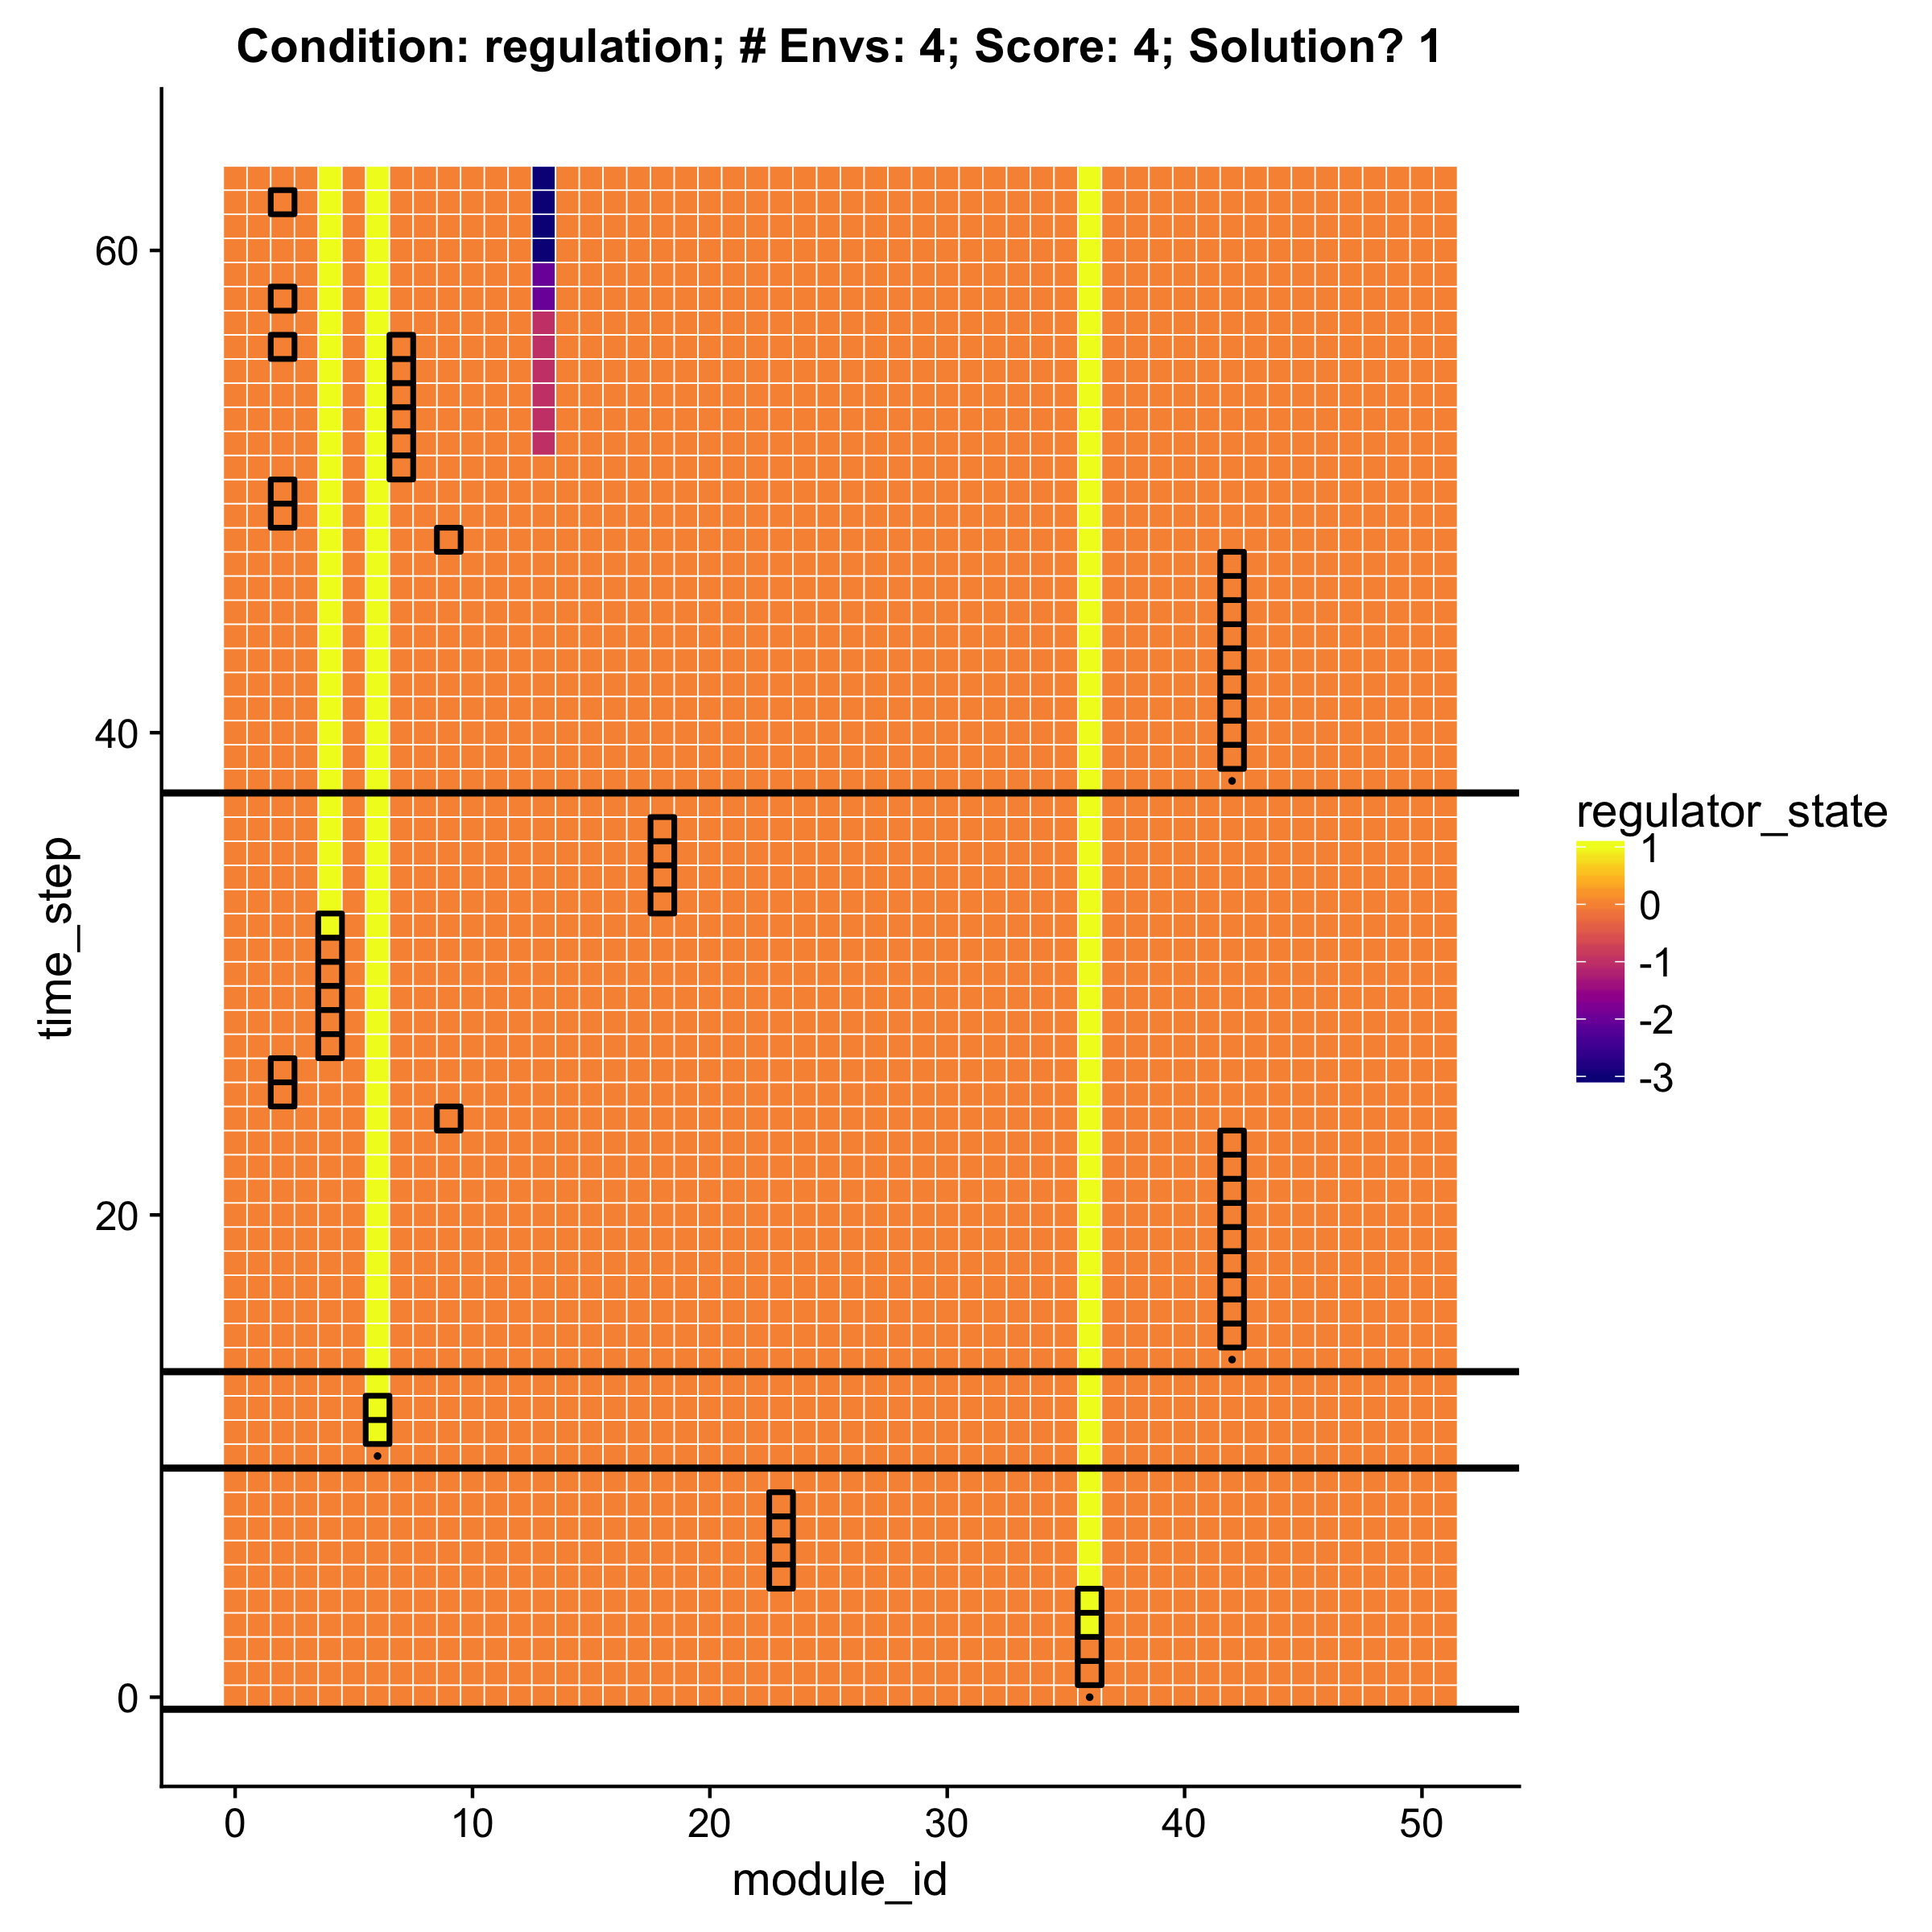 Condition: regulation; # Envs: 4; Score: 4; Solution? 1
time_step
60
40
20
0
0 10 20 30 40 50
module_id
regulator_state
1
0
-1
-2
-3